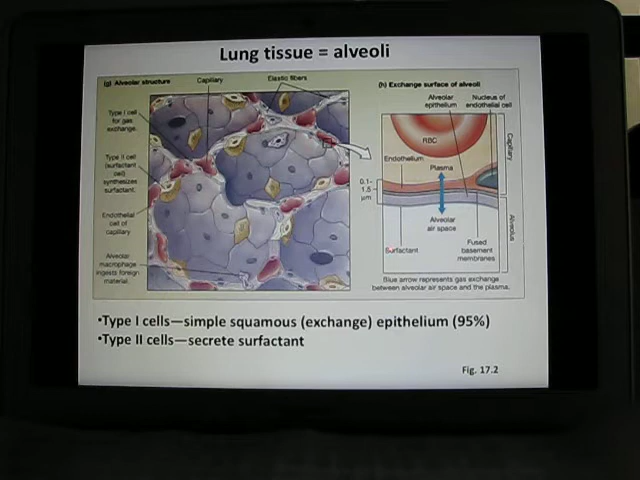 Lung tissue = alveoli
(g) Alveolar structure
Capillary
Elastic fibers
Type I cell
for gas
exchange.
Type II cell
(surfactant
cell)
synthesizes
surfactant.
Endothelial
cell of
capillary
Alveolar
macrophage
ingests foreign
material.
(h) Exchange surface of alveoli
Alveolar
epithelium
Nucleus of
endothelial cell
RBC
Capillary
Endothelium
Plasma
0.1-
1.5
µm
Alveolar
air space
Alveolus
Surfactant
Fused
basement
membranes
Blue arrow represents gas exchange
between alveolar air space and the plasma.
•Type I cells—simple squamous (exchange) epithelium (95%)
•Type II cells—secrete surfactant
Fig. 17.2